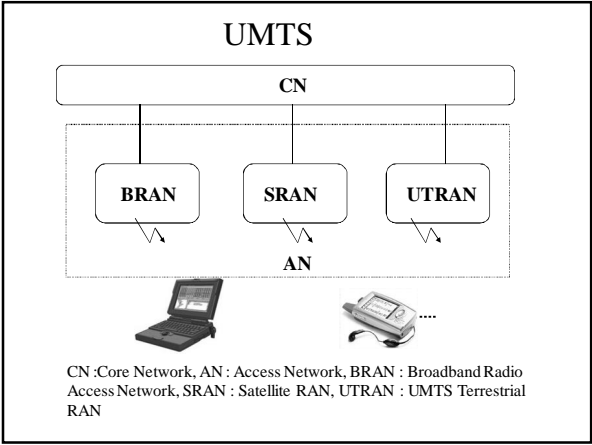 UMTS
CN
BRAN SRAN UTRAN
AN
....
CN :Core Network, AN : Access Network, BRAN : Broadband Radio
Access Network, SRAN : Satellite RAN, UTRAN : UMTS Terrestrial
RAN